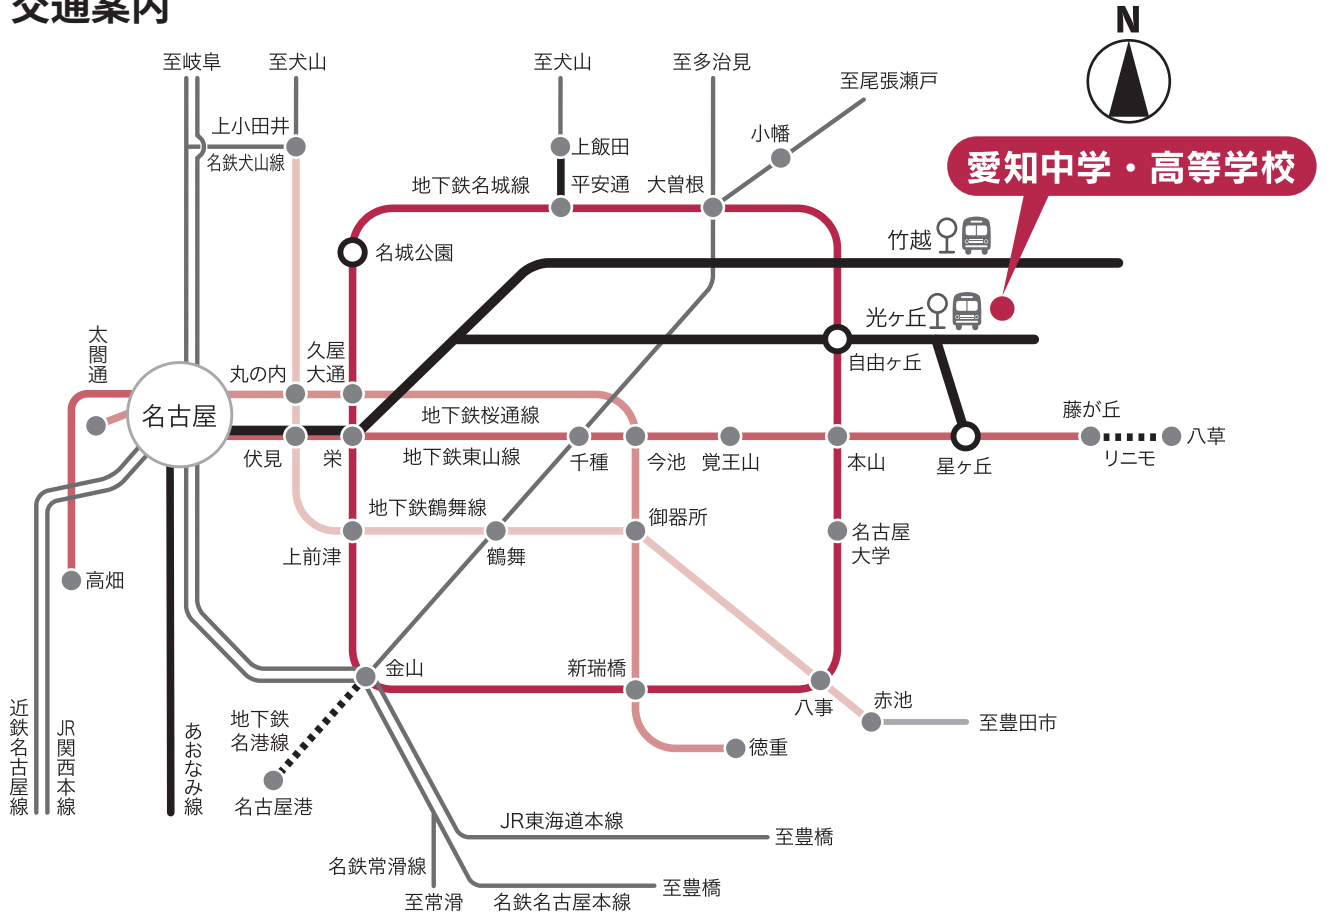 交通案内
N
至岐阜
至犬山
至犬山
至多治見
至尾張瀬戸
上小田井
名鉄犬山線
上飯田
小幡
愛知中学・高等学校
地下鉄名城線
平安通
大曽根
名城公園
竹越
光ヶ丘
太閤通
久屋
大通
丸の内
自由ヶ丘
名古屋
地下鉄桜通線
藤が丘
八草
リニモ
伏見
栄
地下鉄東山線
千種
今池
覚王山
本山
星ヶ丘
地下鉄鶴舞線
御器所
名古屋
大学
上前津
鶴舞
高畑
金山
新瑞橋
八事
赤池
至豊田市
徳重
近鉄名古屋線
JR関西本線
あおなみ線
地下鉄
名港線
名古屋港
JR東海道本線
至豊橋
名鉄常滑線
至常滑
名鉄名古屋本線
至豊橋